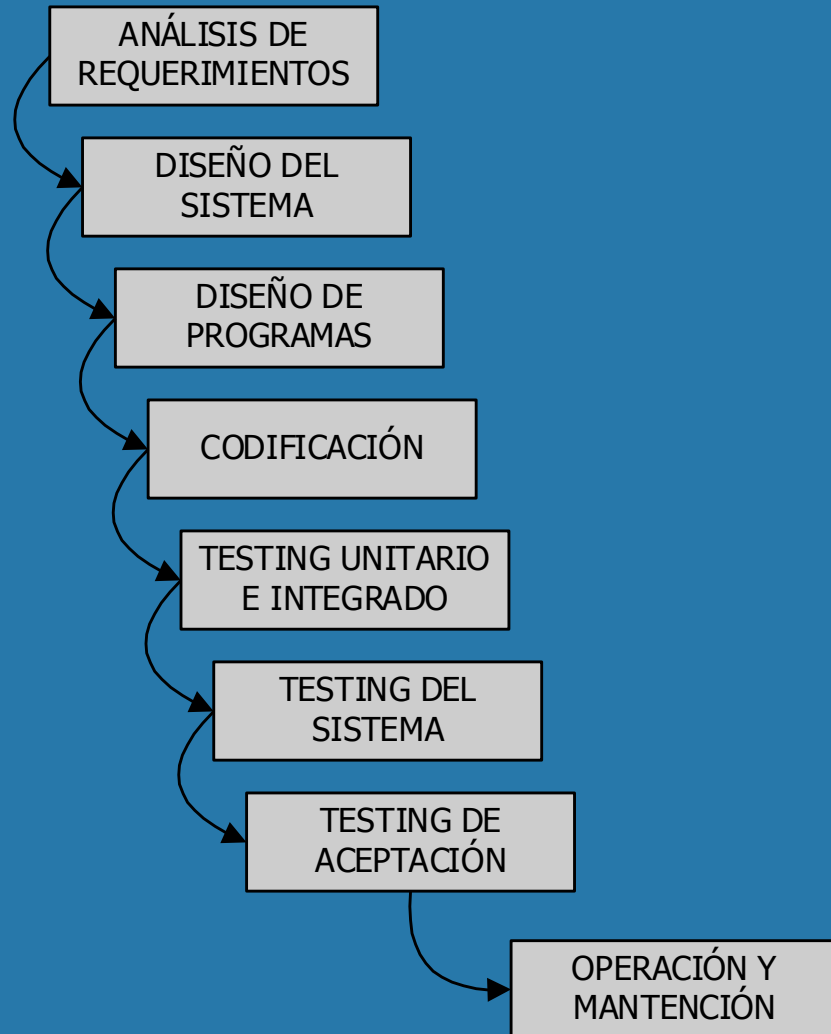 ANÁLISIS DE
REQUERIMIENTOS
DISEÑO DEL
SISTEMA
DISEÑO DE
PROGRAMAS
CODIFICACIÓN
TESTING UNITARIO
E INTEGRADO
TESTING DEL
SISTEMA
TESTING DE
ACEPTACIÓN
OPERACIÓN Y
MANTENCIÓN